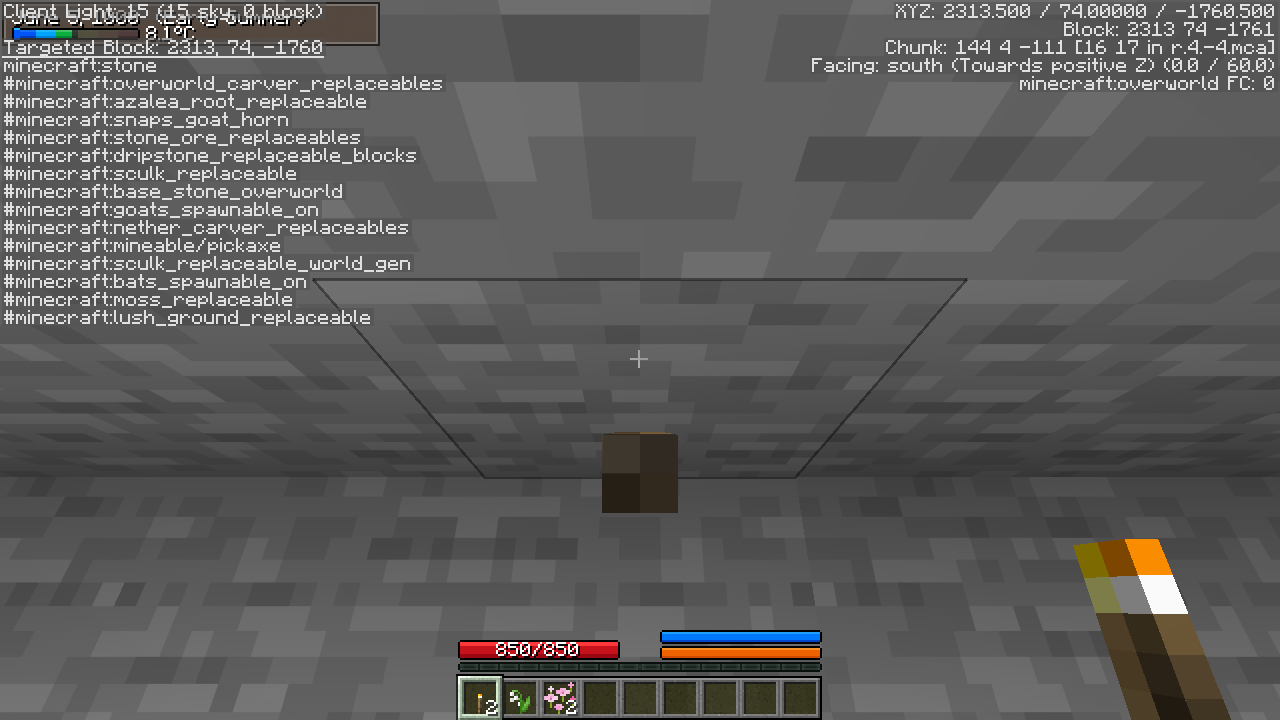 Client Light: 15 (15 sky, 0 block)
8.1°C
Targeted Block: 2313, 74, -1760
minecraft:stone
#minecraft:overworld_carver_replaceables
#minecraft:azalea_root_replaceable
#minecraft:snaps_goat_horn
#minecraft:stone_ore_replaceables
#minecraft:dripstone_replaceable_blocks
#minecraft:sculk_replaceable
#minecraft:base_stone_overworld
#minecraft:goats_spawnable_on
#minecraft:nether_carver_replaceables
#minecraft:mineable/pickaxe
#minecraft:sculk_replaceable_world_gen
#minecraft:bats_spawnable_on
#minecraft:moss_replaceable
#minecraft:lush_ground_replaceable
XYZ: 2313.500 / 74.00000 / -1760.500
Block: 2313 74 -1761
Chunk: 144 4 -111 [16 17 in r.4.-4.mca]
Facing: south (Towards positive Z) (0.0 / 60.0)
minecraft:overworld FC: 0
850/850
2
2